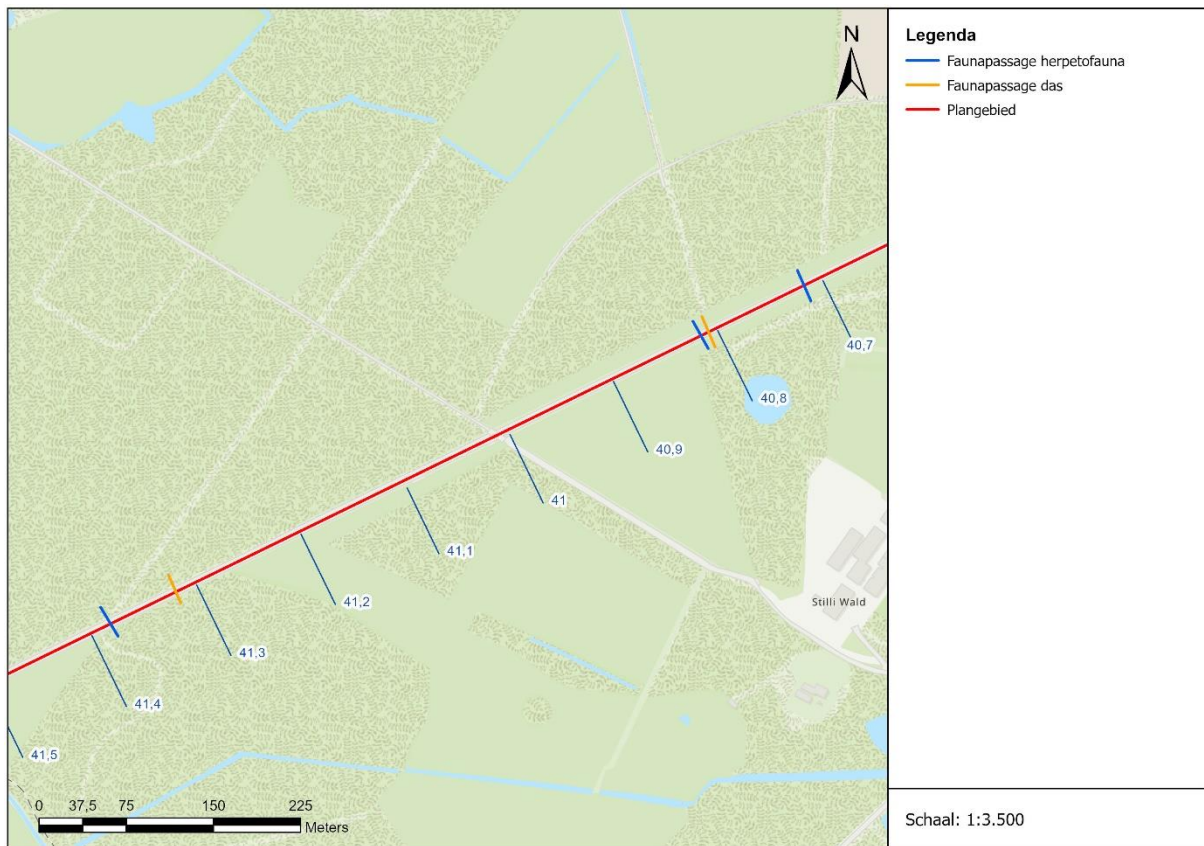 N
40,7
40,8
40,9
41
41,1
41,2
Stilli Wald
41,3
41,4
41,5
0 37,5 75 150 225
Meters
Legenda
Faunapassage herpetofauna
Faunapassage das
Plangebied
Schaal: 1:3.500